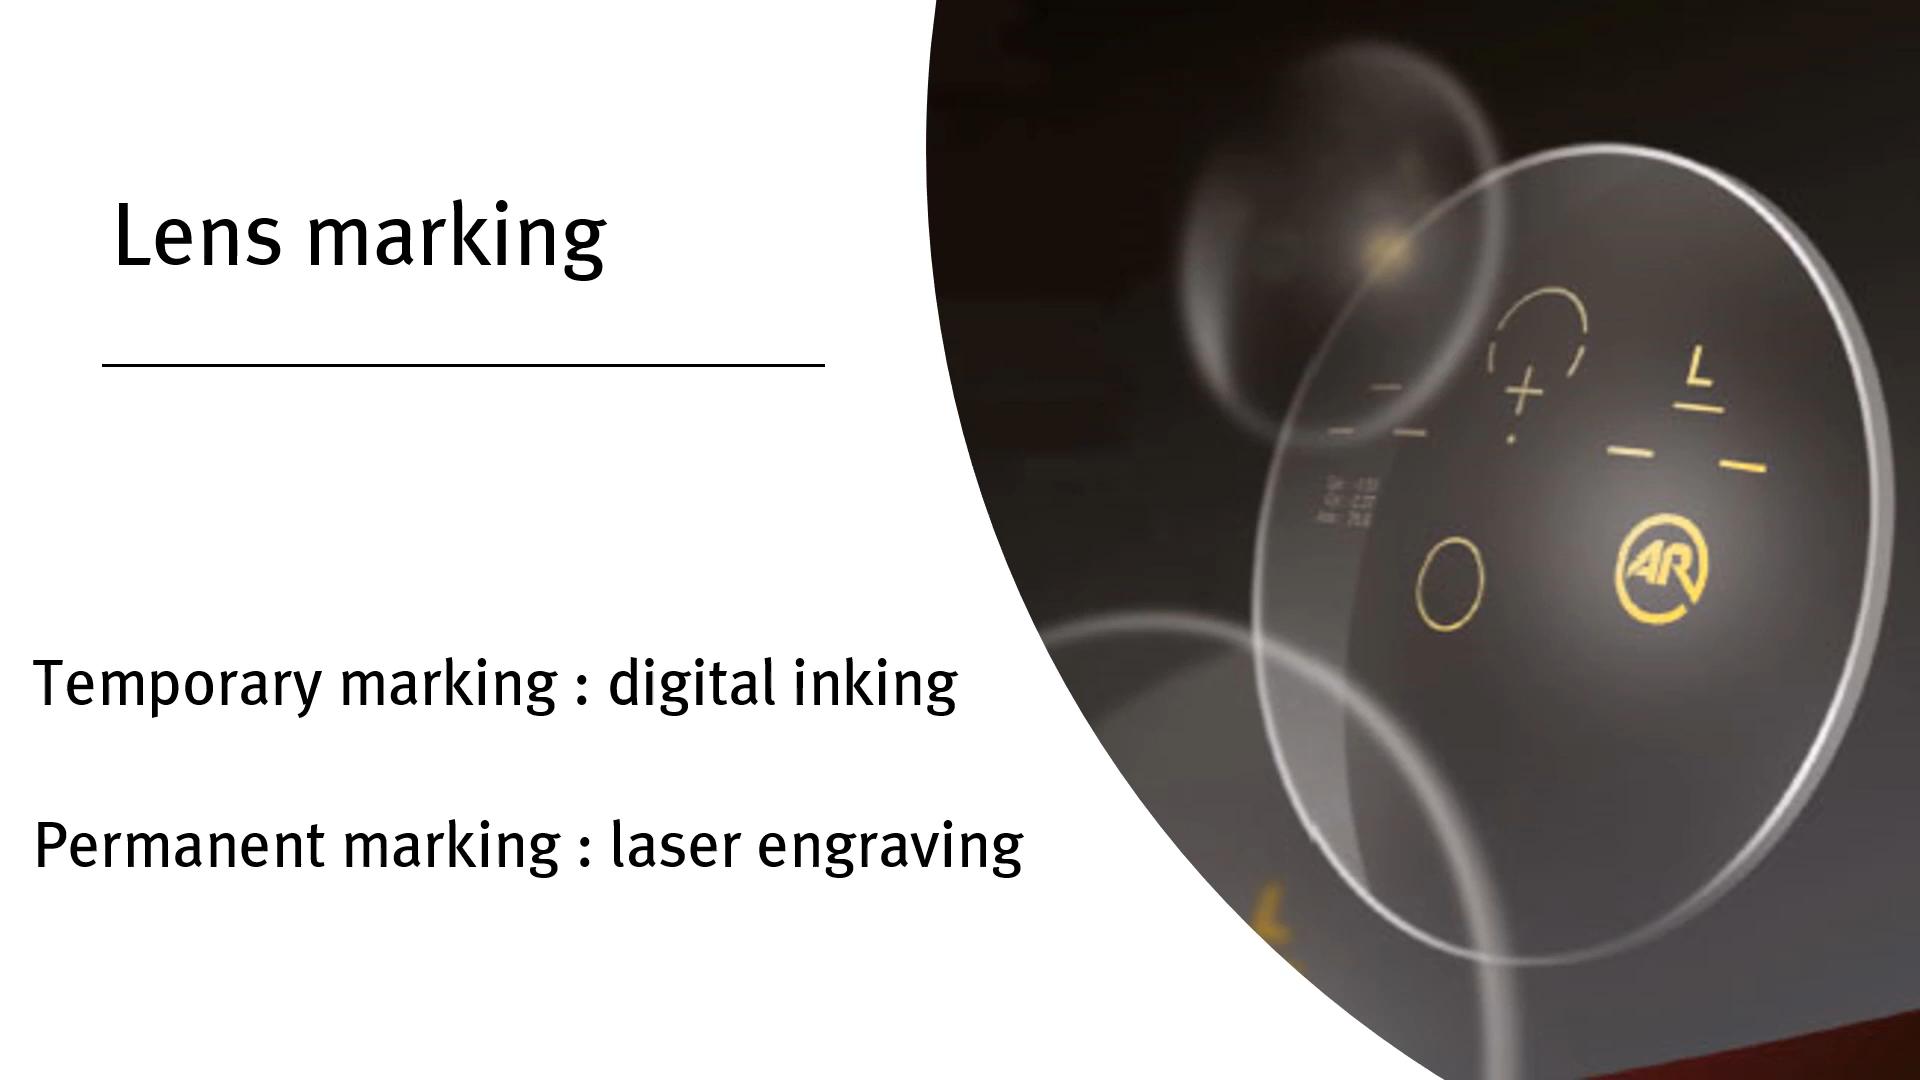 Lens marking
Temporary marking : digital inking
Permanent marking : laser engraving
L
AR
L